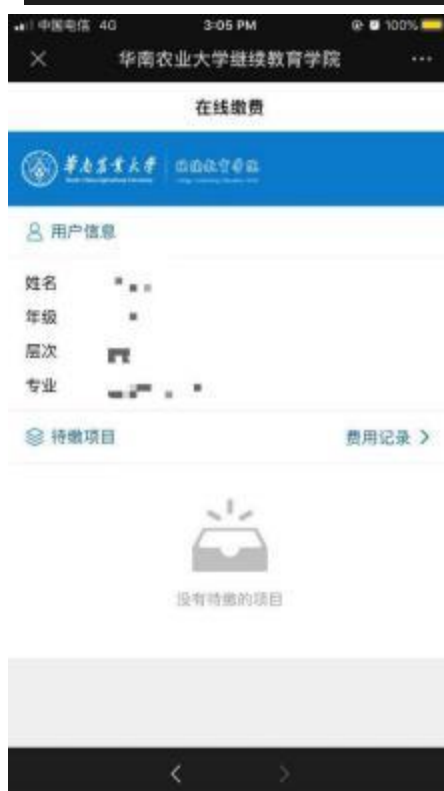 中国电信 4G 3:05 PM 100%
华南农业大学继续教育学院
在线缴费
华南农业大学
用户信息
姓名
年级
层次
专业
待缴项目 费用记录
没有待缴的项目